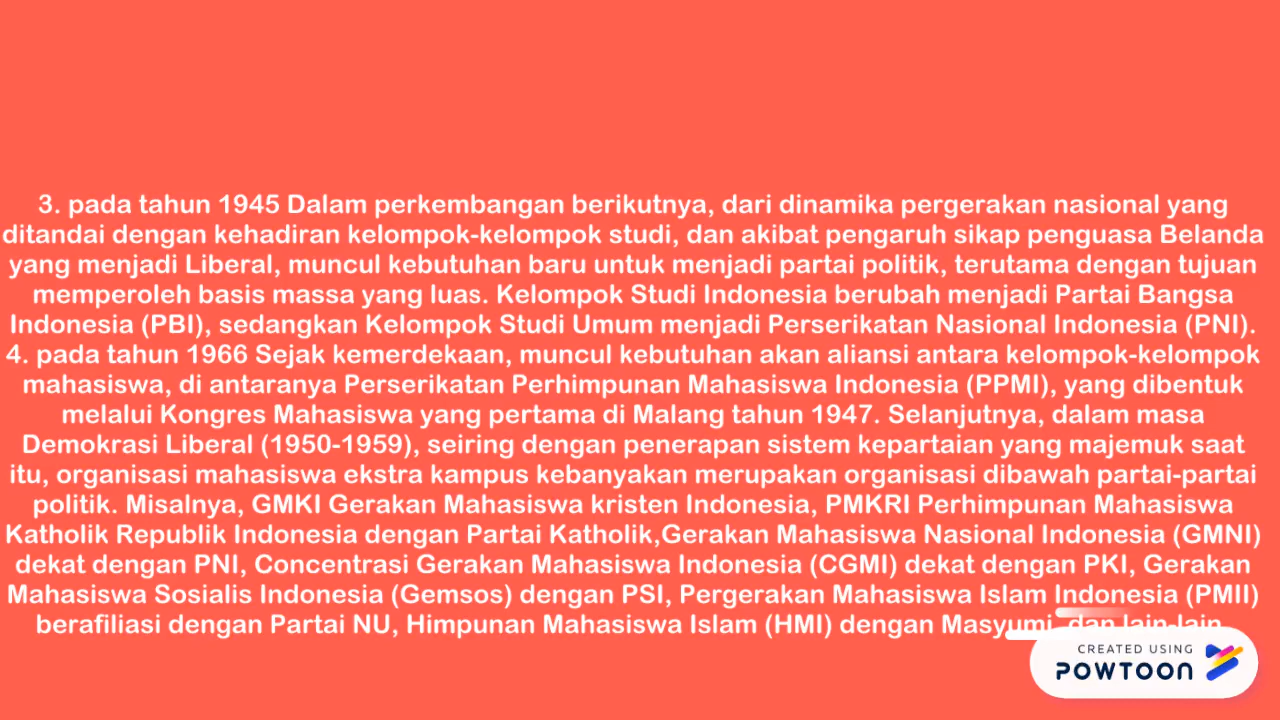 3. pada tahun 1945 Dalam perkembangan berikutnya, dari dinamika pergerakan nasional yang
ditandai dengan kehadiran kelompok-kelompok studi, dan akibat pengaruh sikap penguasa Belanda
yang menjadi Liberal, muncul kebutuhan baru untuk menjadi partai politik, terutama dengan tujuan
memperoleh basis massa yang luas. Kelompok Studi Indonesia berubah menjadi Partai Bangsa
Indonesia (PBI), sedangkan Kelompok Studi Umum menjadi Perserikatan Nasional Indonesia (PNI).
4. pada tahun 1966 Sejak kemerdekaan, muncul kebutuhan akan aliansi antara kelompok-kelompok
mahasiswa, di antaranya Perserikatan Perhimpunan Mahasiswa Indonesia (PPMI), yang dibentuk
melalui Kongres Mahasiswa yang pertama di Malang tahun 1947. Selanjutnya, dalam masa
Demokrasi Liberal (1950-1959), seiring dengan penerapan sistem kepartaian yang majemuk saat
itu, organisasi mahasiswa ekstra kampus kebanyakan merupakan organisasi dibawah partai-partai
politik. Misalnya, GMKI Gerakan Mahasiswa kristen Indonesia, PMKRI Perhimpunan Mahasiswa
Katholik Republik Indonesia dengan Partai Katholik,Gerakan Mahasiswa Nasional Indonesia (GMNI)
dekat dengan PNI, Concentrasi Gerakan Mahasiswa Indonesia (CGMI) dekat dengan PKI, Gerakan
Mahasiswa Sosialis Indonesia (Gemsos) dengan PSI, Pergerakan Mahasiswa Islam Indonesia (PMII)
berafiliasi dengan Partai NU, Himpunan Mahasiswa Islam (HMI) dengan Masyumi, dan lain-lain
CREATED USING
POWTOON